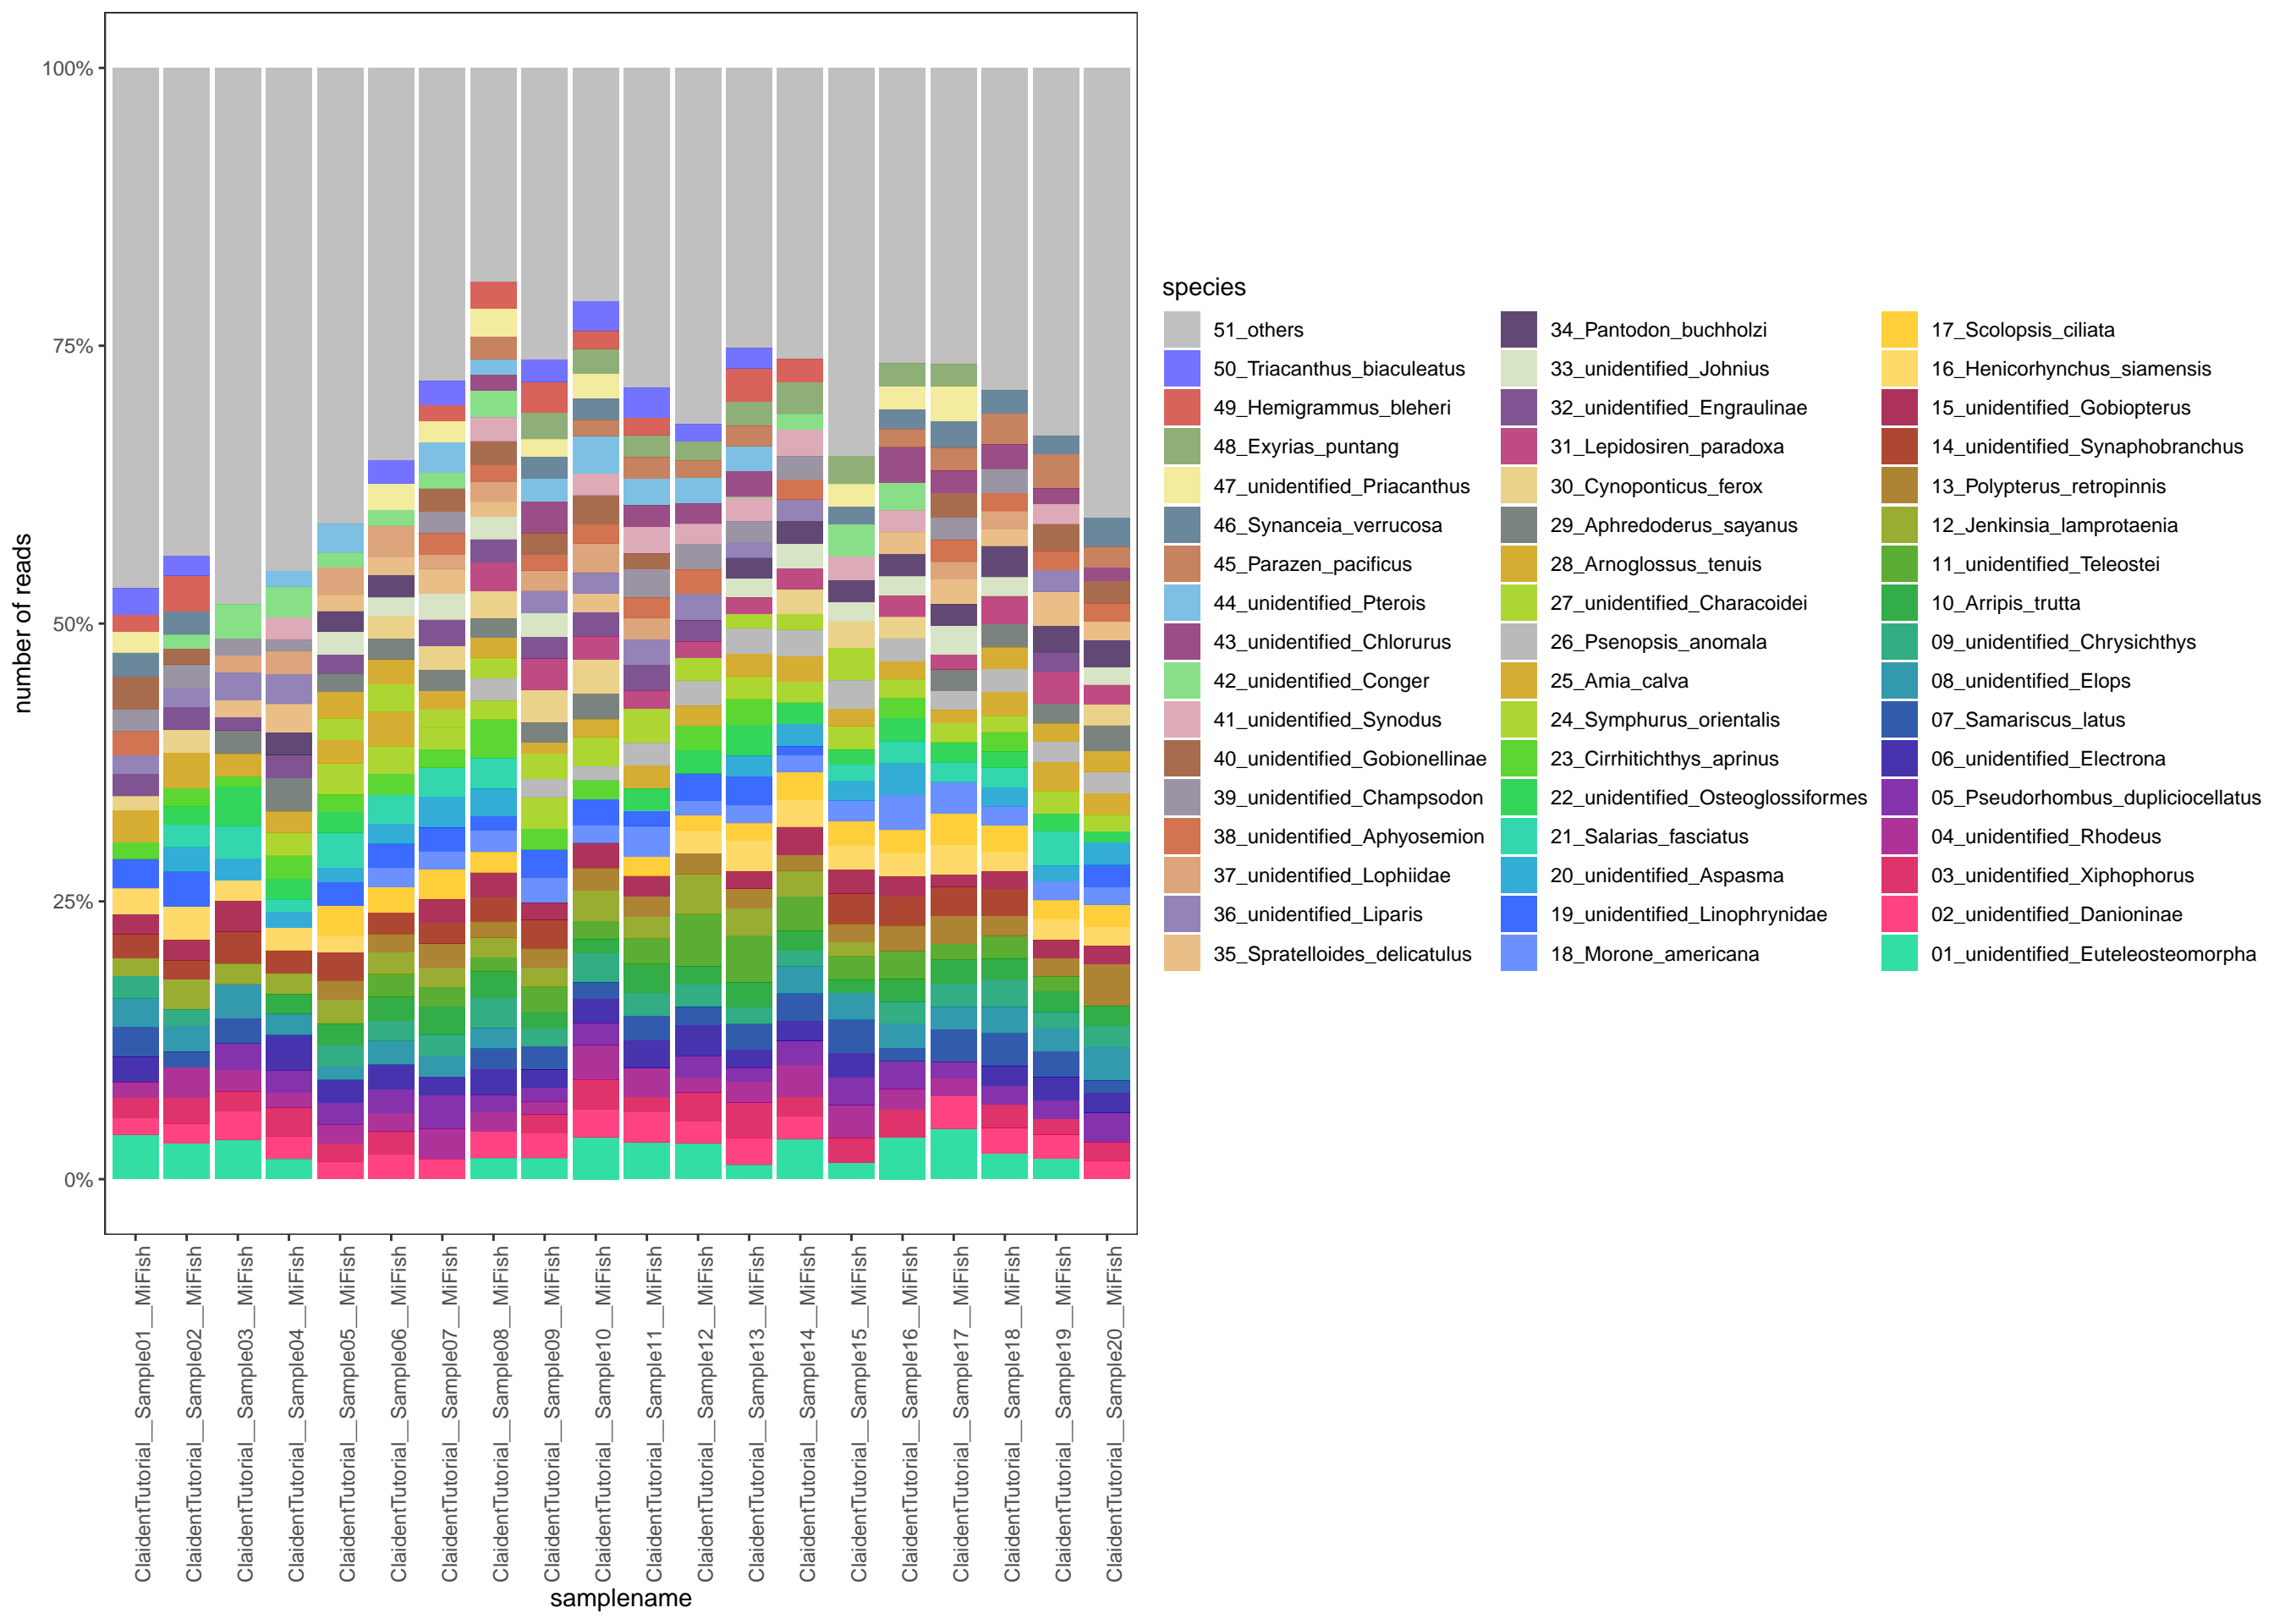 100%
75%
50%
25%
0%
number of reads
ClaidentTutorial__Sample01__MiFish
ClaidentTutorial__Sample02__MiFish
ClaidentTutorial__Sample03__MiFish
ClaidentTutorial__Sample04__MiFish
ClaidentTutorial__Sample05__MiFish
ClaidentTutorial__Sample06__MiFish
ClaidentTutorial__Sample07__MiFish
ClaidentTutorial__Sample08__MiFish
ClaidentTutorial__Sample09__MiFish
ClaidentTutorial__Sample10__MiFish
ClaidentTutorial__Sample11__MiFish
ClaidentTutorial__Sample12__MiFish
ClaidentTutorial__Sample13__MiFish
ClaidentTutorial__Sample14__MiFish
ClaidentTutorial__Sample15__MiFish
ClaidentTutorial__Sample16__MiFish
ClaidentTutorial__Sample17__MiFish
ClaidentTutorial__Sample18__MiFish
ClaidentTutorial__Sample19__MiFish
ClaidentTutorial__Sample20__MiFish
samplename
species
51_others
50_Triacanthus_biaculeatus
49_Hemigrammus_bleheri
48_Exyrias_puntang
47_unidentified_Priacanthus
46_Synanceia_verrucosa
45_Parazen_pacificus
44_unidentified_Pterois
43_unidentified_Chlorurus
42_unidentified_Conger
41_unidentified_Synodus
40_unidentified_Gobionellinae
39_unidentified_Champsodon
38_unidentified_Aphyosemion
37_unidentified_Lophiidae
36_unidentified_Liparis
35_Spratelloides_delicatulus
34_Pantodon_buchholzi
33_unidentified_Johnius
32_unidentified_Engraulinae
31_Lepidosiren_paradoxa
30_Cynoponticus_ferox
29_Aphredoderus_sayanus
28_Arnoglossus_tenuis
27_unidentified_Characoidei
26_Psenopsis_anomala
25_Amia_calva
24_Symphurus_orientalis
23_Cirrhitichthys_aprinus
22_unidentified_Osteoglossiformes
21_Salarias_fasciatus
20_unidentified_Aspasma
19_unidentified_Linophrynidae
18_Morone_americana
17_Scolopsis_ciliata
16_Henicorhynchus_siamensis
15_unidentified_Gobiopterus
14_unidentified_Synaphobranchus
13_Polypterus_retropinnis
12_Jenkinsia_lamprotaenia
11_unidentified_Teleostei
10_Arripis_trutta
09_unidentified_Chrysichthys
08_unidentified_Elops
07_Samariscus_latus
06_unidentified_Electrona
05_Pseudorhombus_dupliciocellatus
04_unidentified_Rhodeus
03_unidentified_Xiphophorus
02_unidentified_Danioninae
01_unidentified_Euteleosteomorpha